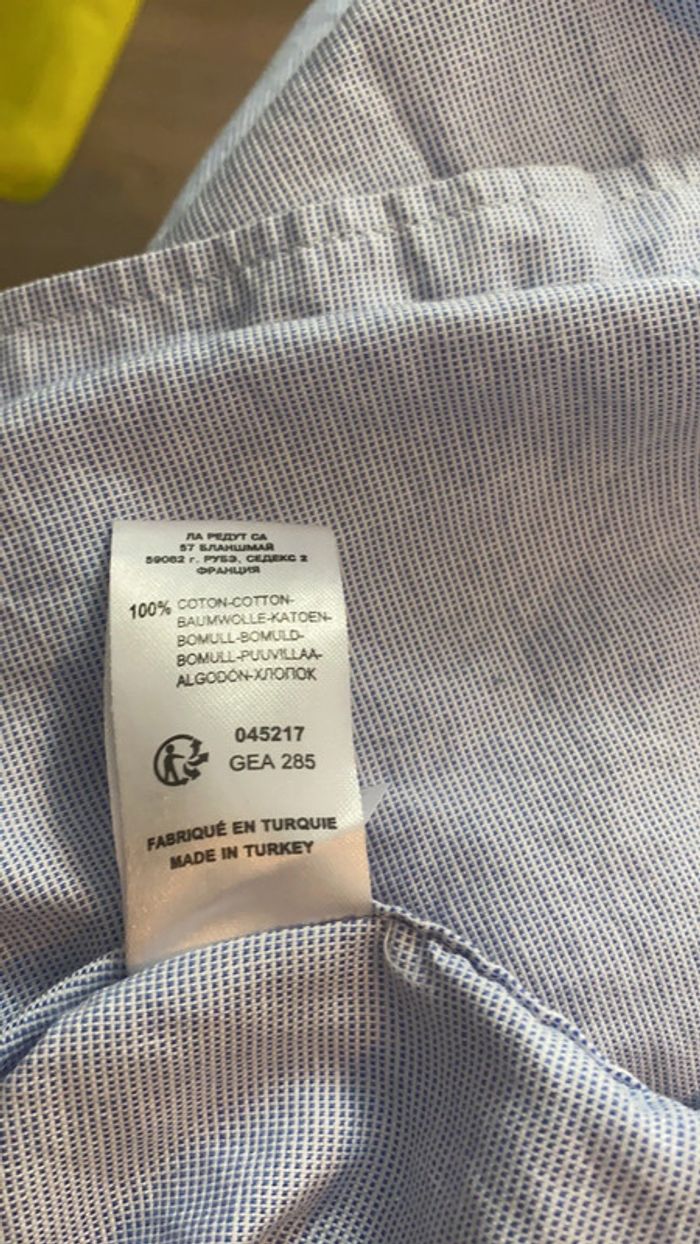 ЛА РЕДУТ СА
57 БЛАНШМАЙ
59082 г. РУБЭ, СЕДЕКС 2
ФРАНЦИЯ
100% COTON-COTTON-
BAUMWOLLE-KATOEN-
BOMULL-BOMULD-
BOMULL-PUUVILLAA-
ALGODÓN-ХЛОПОК
045217
GEA 285
FABRIQUÉ EN TURQUIE
MADE IN TURKEY